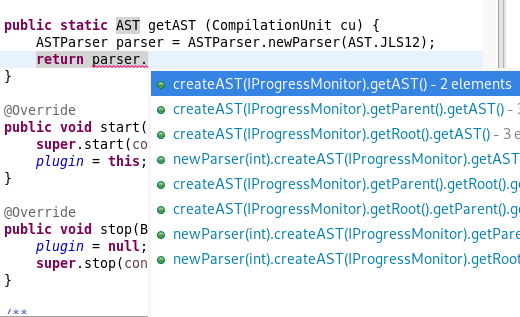 public static AST getAST (CompilationUnit cu) {
ASTParser parser = ASTParser.newParser(AST.JLS12);
return parser.
}
createAST(IProgressMonitor).getAST() - 2 elements
createAST(IProgressMonitor).getParent().getAST() - 3
createAST(IProgressMonitor).getRoot().getAST() - 3 e
newParser(int).createAST(IProgressMonitor).getAST
createAST(IProgressMonitor).getParent().getRoot().g
createAST(IProgressMonitor).getRoot().getParent().g
newParser(int).createAST(IProgressMonitor).getPare
newParser(int).createAST(IProgressMonitor).getRoot
@Override
public void start(
super.start(co
plugin = this;
}
@Override
public void stop(B
plugin = null;
super.stop(con
}
/**